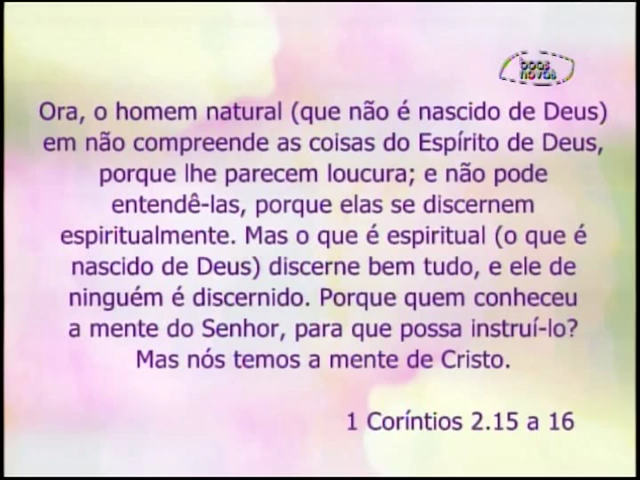 boas
novas
Ora, o homem natural (que não é nascido de Deus)
em não compreende as coisas do Espírito de Deus,
porque lhe parecem loucura; e não pode
entendê-las, porque elas se discernem
espiritualmente. Mas o que é espiritual (o que é
nascido de Deus) discerne bem tudo, e ele de
ninguém é discernido. Porque quem conheceu
a mente do Senhor, para que possa instruí-lo?
Mas nós temos a mente de Cristo.
1 Coríntios 2.15 a 16